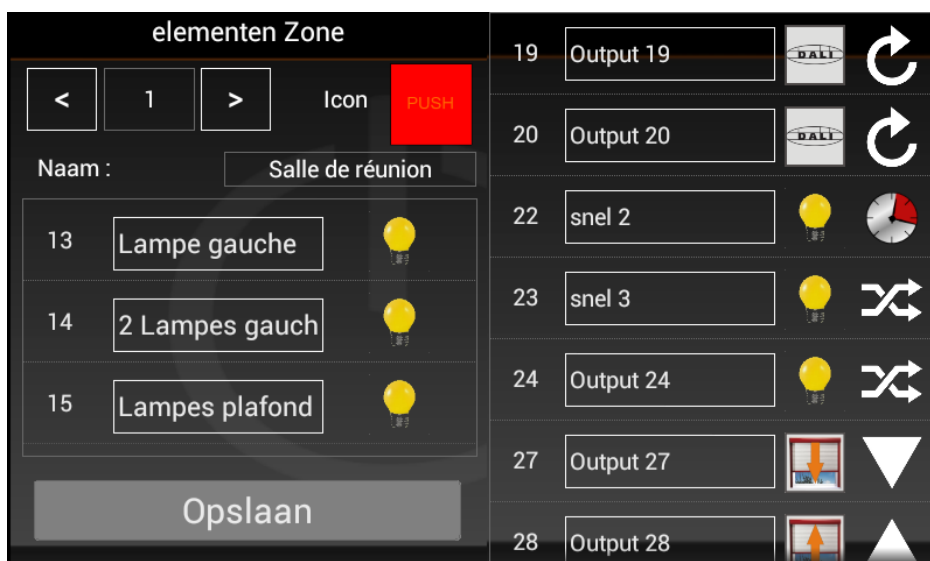 elementen Zone
< 1 > Icon PUSH
Naam : Salle de réunion
13 Lampe gauche
14 2 Lampes gauch
15 Lampes plafond
Opslaan
19 Output 19 DALI
20 Output 20 DALI
22 snel 2
23 snel 3
24 Output 24
27 Output 27
28 Output 28